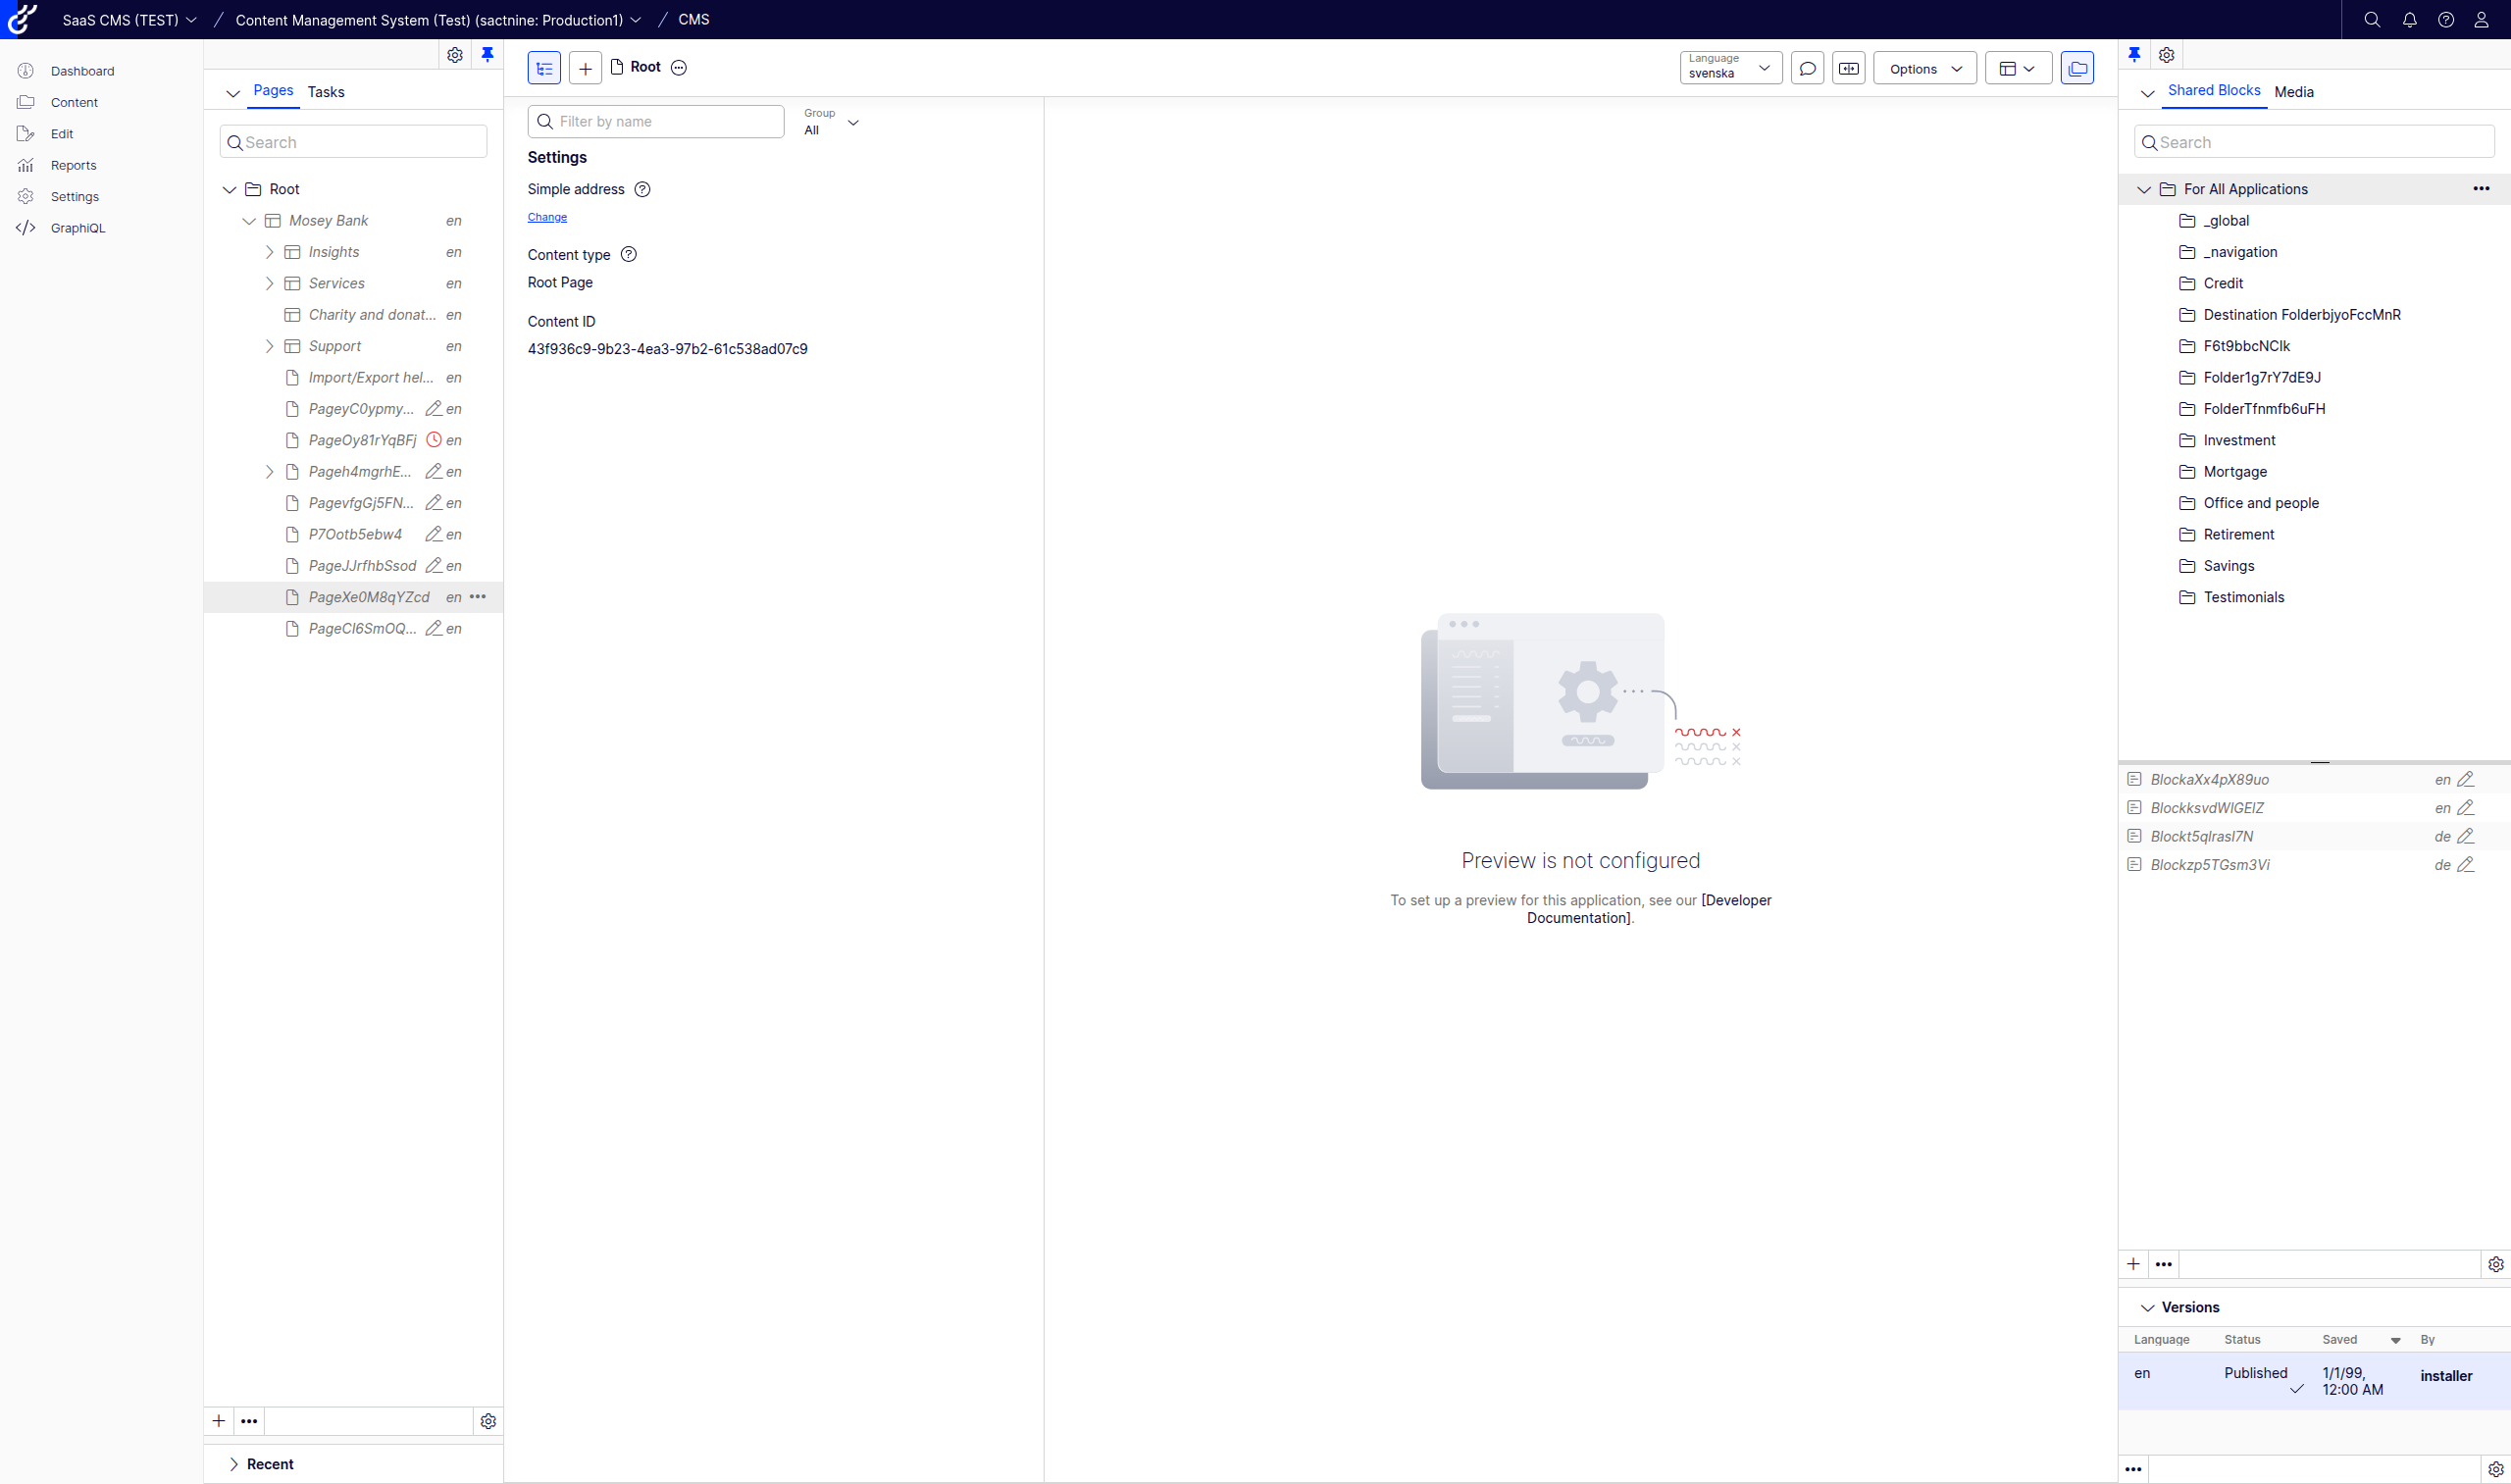 SaaS CMS (TEST) / Content Management System (Test) (sactnine: Production1) / CMS
Dashboard
Content
Edit
Reports
Settings
GraphiQL
Pages Tasks
Search
Root
Mosey Bank en
Insights en
Services en
Charity and donat... en
Support en
Import/Export hel... en
PageyC0ypmy... en
PageOy81rYqBFj en
Pageh4mgrhE... en
PagevfgGj5FN... en
P7Ootb5ebw4 en
PageJJrfhbSsod en
PageXe0M8qYZcd en
PageCl6SmOQ... en
Recent
Root
Language
svenska
Options
Filter by name
Group
All
Settings
Simple address
Change
Content type
Root Page
Content ID
43f936c9-9b23-4ea3-97b2-61c538ad07c9
Preview is not configured
To set up a preview for this application, see our [Developer
Documentation].
Shared Blocks Media
Search
For All Applications
_global
_navigation
Credit
Destination FolderbjyoFccMnR
F6t9bbcNClk
Folder1g7rY7dE9J
FolderTfnmfb6uFH
Investment
Mortgage
Office and people
Retirement
Savings
Testimonials
BlockaXx4pX89uo en
BlockksvdWIGEIZ en
Blockt5qlrasl7N de
Blockzp5TGsm3Vi de
Versions
Language Status Saved By
en Published 1/1/99, 12:00 AM installer